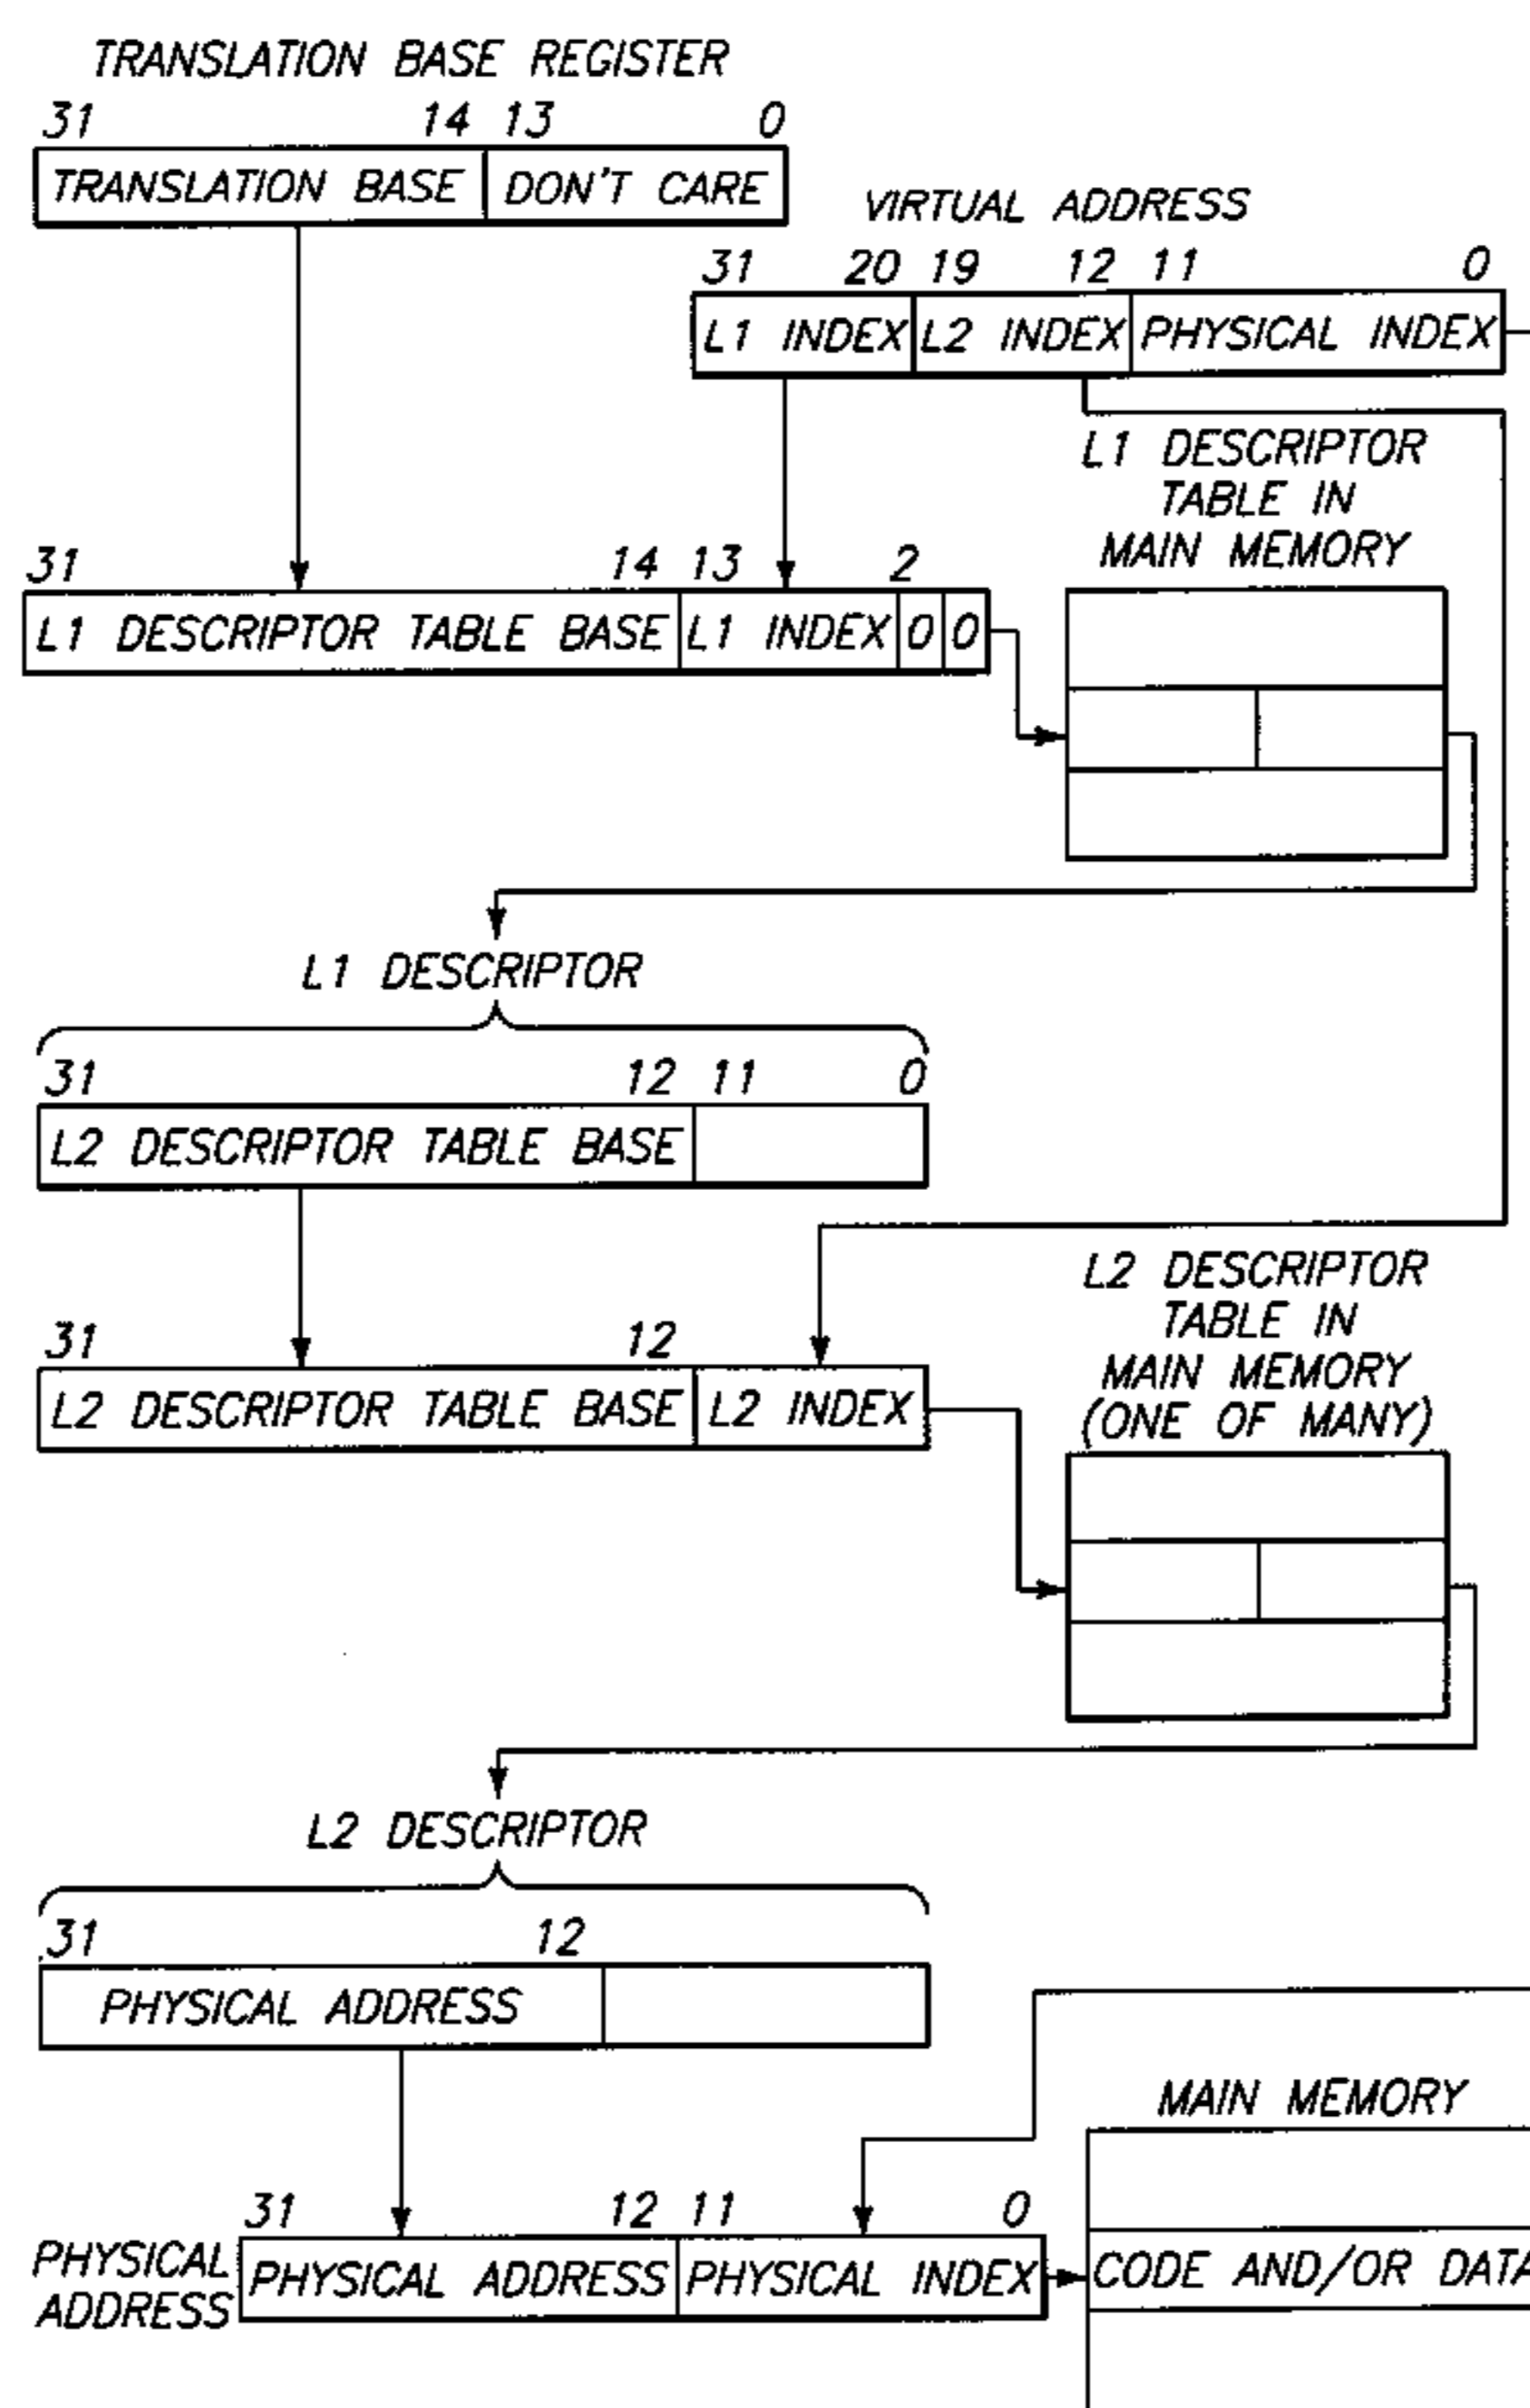 TRANSLATION BASE REGISTER
31 14 13 0
TRANSLATION BASE DON'T CARE
VIRTUAL ADDRESS
31 20 19 12 11 0
L1 INDEX L2 INDEX PHYSICAL INDEX
L1 DESCRIPTOR
TABLE IN
MAIN MEMORY
31 14 13 2
L1 DESCRIPTOR TABLE BASE L1 INDEX 0 0
L1 DESCRIPTOR
31 12 11 0
L2 DESCRIPTOR TABLE BASE
L2 DESCRIPTOR
TABLE IN
MAIN MEMORY
(ONE OF MANY)
31 12
L2 DESCRIPTOR TABLE BASE L2 INDEX
L2 DESCRIPTOR
31 12
PHYSICAL ADDRESS
MAIN MEMORY
31 12 11 0
PHYSICAL
ADDRESS
PHYSICAL ADDRESS PHYSICAL INDEX
CODE AND/OR DATA